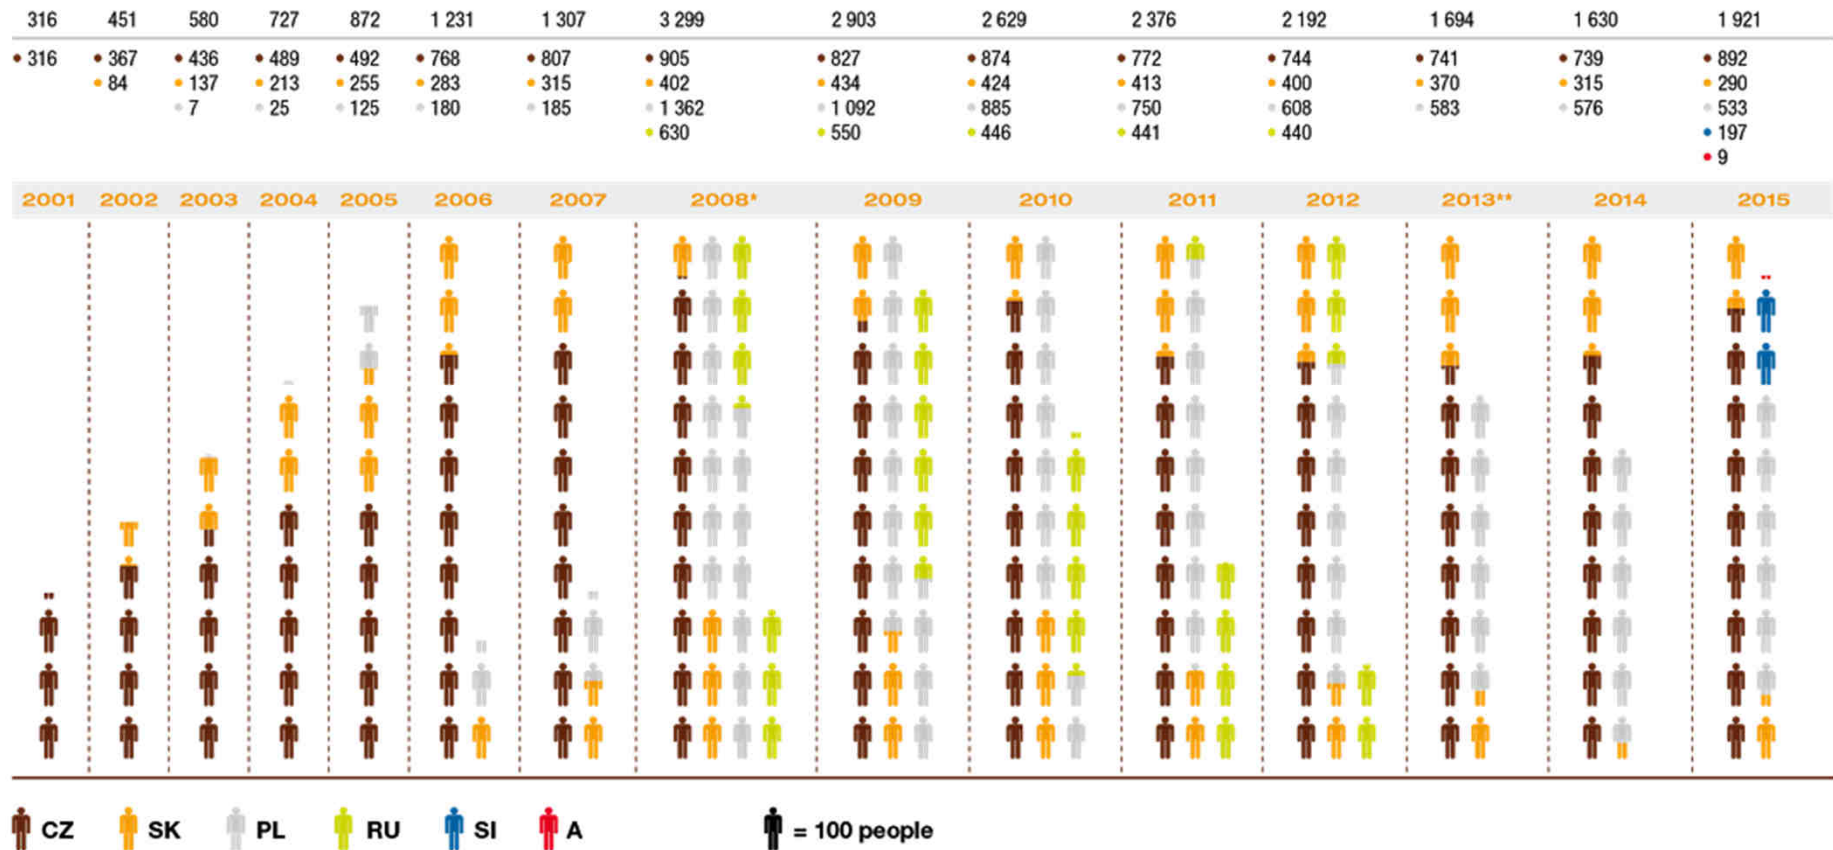 316 451 580 727 872 1 231 1 307 3 299 2 903 2 629 2 376 2 192 1 694 1 630 1 921
316 367 436 489 492 768 807 905 827 874 772 744 741 739 892
84 137 213 255 283 315 402 434 424 413 400 370 315 290
7 25 125 180 185 1 362 1 092 885 750 608 583 576 533
630 550 446 441 440 197
9
2001 2002 2003 2004 2005 2006 2007 2008* 2009 2010 2011 2012 2013** 2014 2015
CZ SK PL RU SI A = 100 people